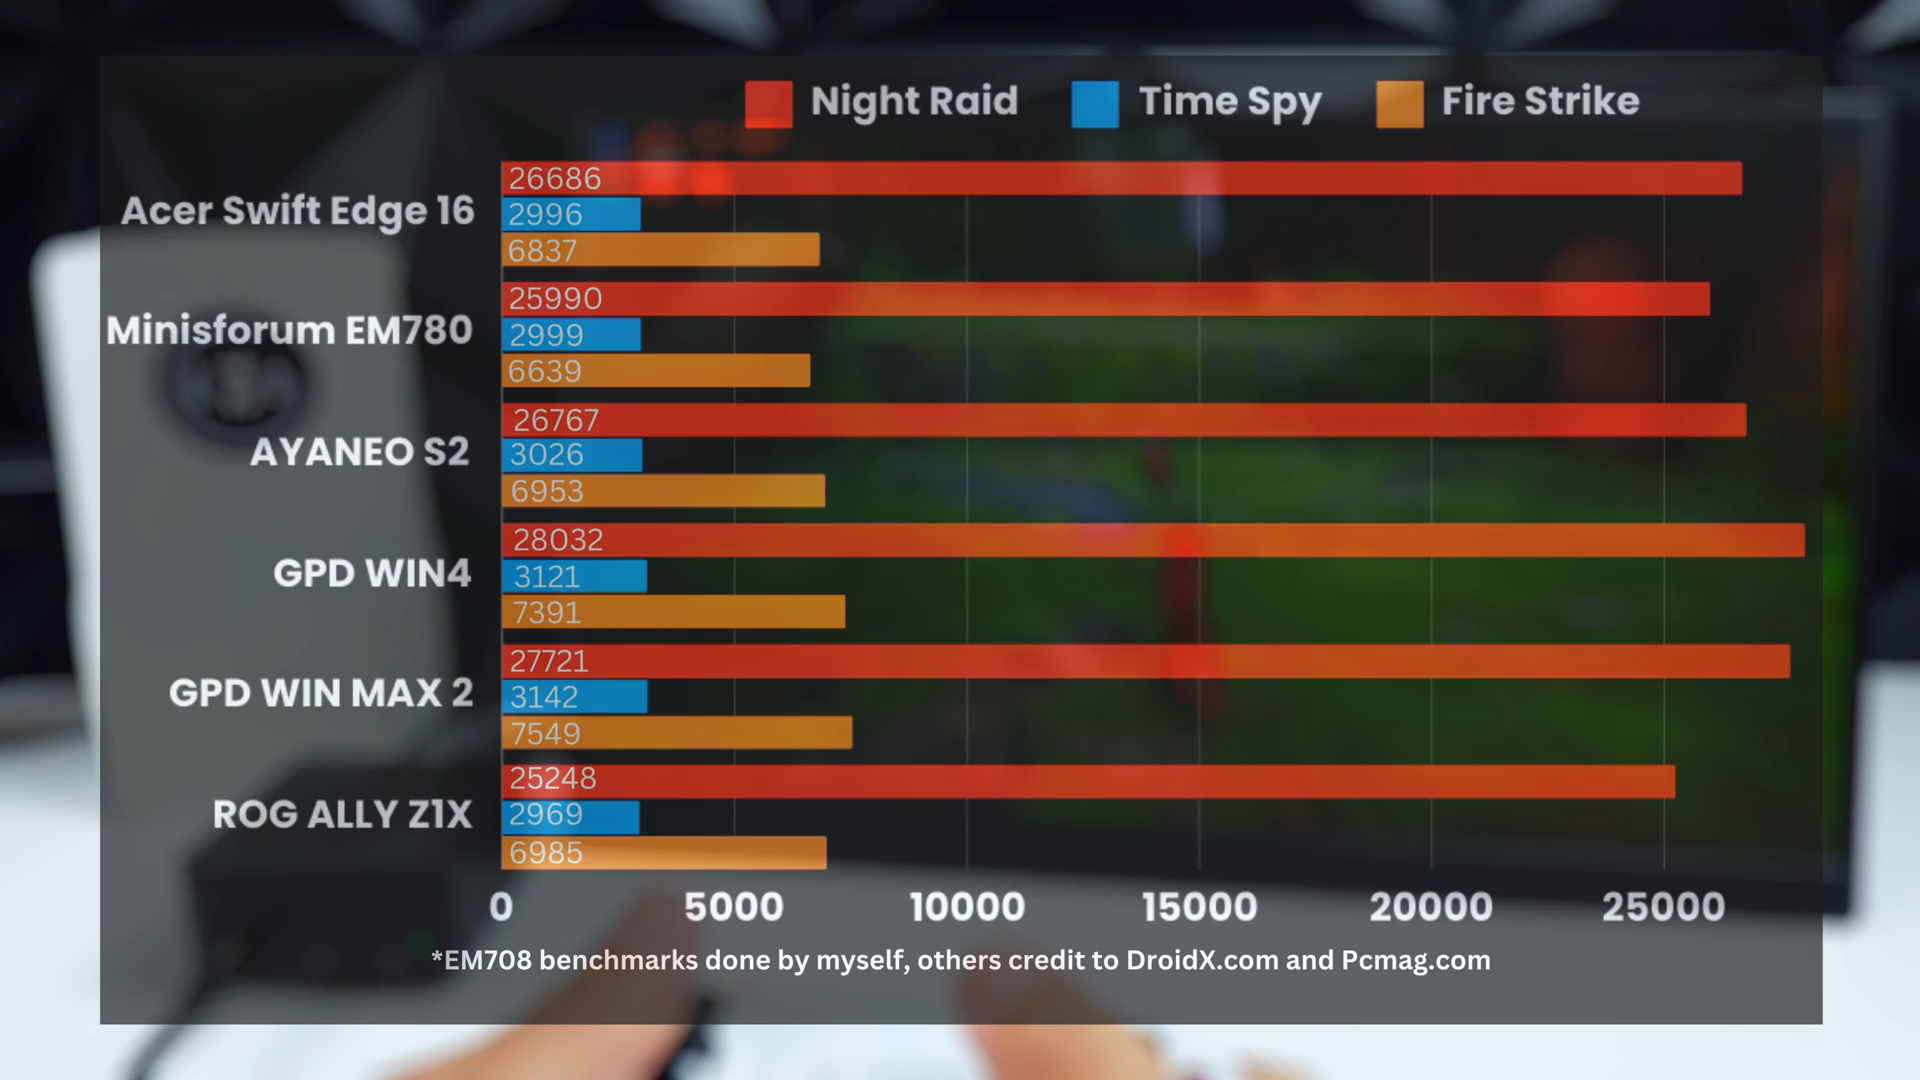 Night Raid Time Spy Fire Strike
26686
Acer Swift Edge 16 2996
6837
25990
Minisforum EM780 2999
6639
26767
AYANEO S2 3026
6953
28032
GPD WIN4 3121
7391
27721
GPD WIN MAX 2 3142
7549
25248
ROG ALLY Z1X 2969
6985
0 5000 10000 15000 20000 25000
*EM708 benchmarks done by myself, others credit to DroidX.com and Pcmag.com